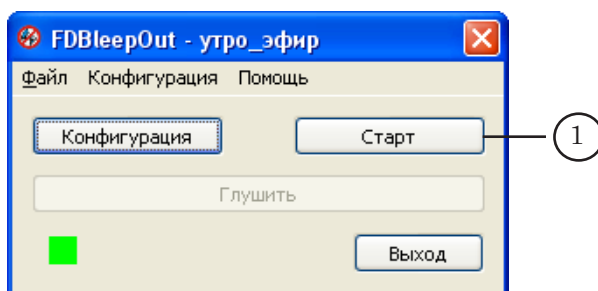 FDBleepOut - утро_эфир
Файл Конфигурация Помощь
Конфигурация Старт 1
Глушить
Выход